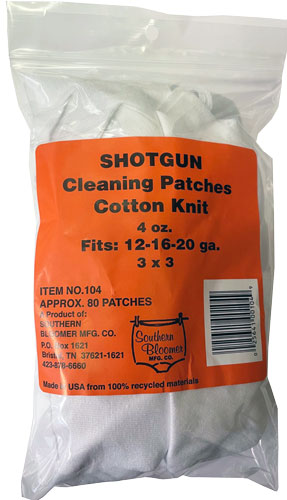 SHOTGUN
Cleaning Patches
Cotton Knit
4 oz.
Fits: 12-16-20 ga.
3 x 3
ITEM NO.104
APPROX. 80 PATCHES
A Product of:
SOUTHERN
BLOOMER MFG. CO.
P.O. Box 1621
Bristol, TN 37621-1621
423-878-6660
Southern
Bloomer
MFG. CO.
Made in USA from 100% recycled materials